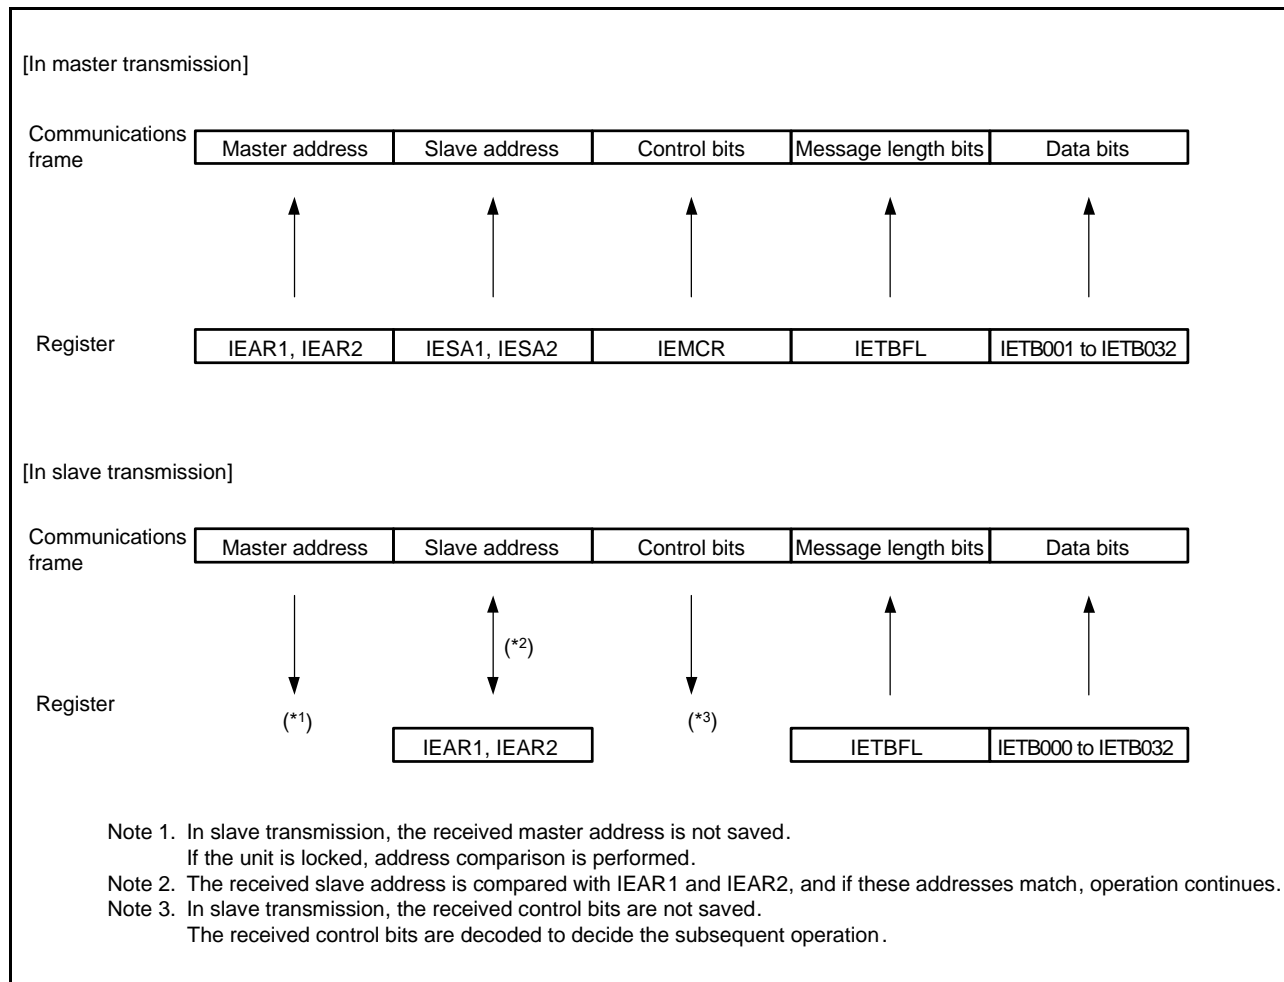 [In master transmission]
Communications
frame
Master address Slave address Control bits Message length bits Data bits
Register IEAR1, IEAR2 IESA1, IESA2 IEMCR IETBFL IETB001 to IETB032
[In slave transmission]
Communications
frame
Master address Slave address Control bits Message length bits Data bits
(*2)
Register
(*1) (*3)
IEAR1, IEAR2 IETBFL IETB000 to IETB032
Note 1. In slave transmission, the received master address is not saved.
If the unit is locked, address comparison is performed.
Note 2. The received slave address is compared with IEAR1 and IEAR2, and if these addresses match, operation continues.
Note 3. In slave transmission, the received control bits are not saved.
The received control bits are decoded to decide the subsequent operation.